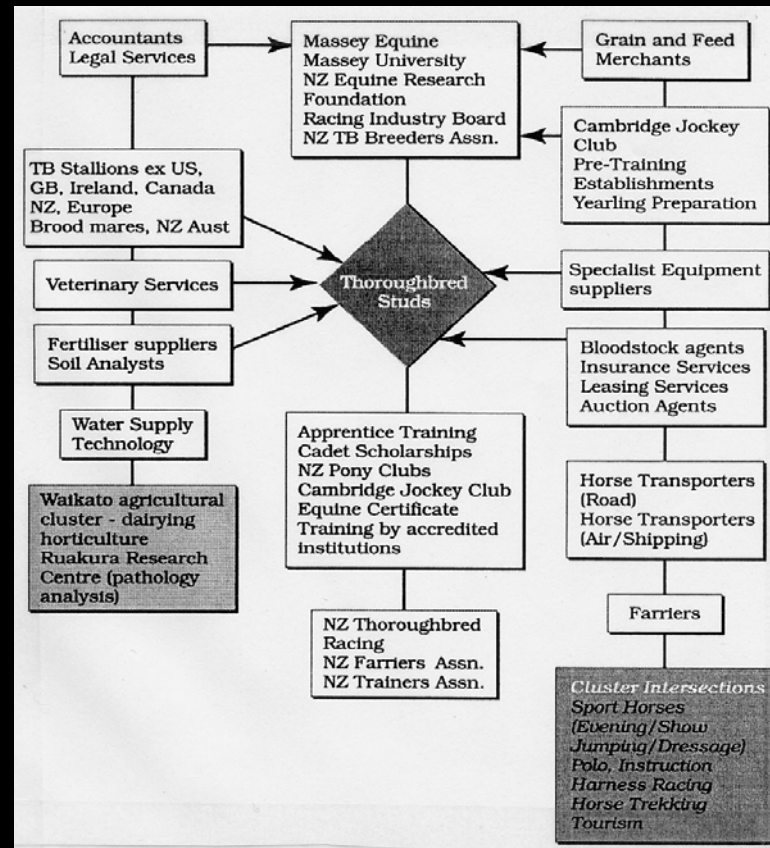 Accountants
Legal Services
Massey Equine
Massey University
NZ Equine Research
Foundation
Racing Industry Board
NZ TB Breeders Assn.
Grain and Feed
Merchants
Cambridge Jockey
Club
Pre-Training
Establishments
Yearling Preparation
TB Stallions ex US,
GB, Ireland, Canada
NZ, Europe
Brood mares, NZ Aust
Veterinary Services
Thoroughbred
Studs
Specialist Equipment
suppliers
Fertiliser suppliers
Soil Analysts
Bloodstock agents
Insurance Services
Leasing Services
Auction Agents
Water Supply
Technology
Apprentice Training
Cadet Scholarships
NZ Pony Clubs
Cambridge Jockey Club
Equine Certificate
Training by accredited
institutions
Waikato agricultural
cluster - dairying
horticulture
Ruakura Research
Centre (pathology
analysis)
Horse Transporters
(Road)
Horse Transporters
(Air/Shipping)
NZ Thoroughbred
Racing
NZ Farriers Assn.
NZ Trainers Assn.
Farriers
Cluster Intersections
Sport Horses
(Evening/Show
Jumping/Dressage)
Polo, Instruction
Harness Racing
Horse Trekking
Tourism